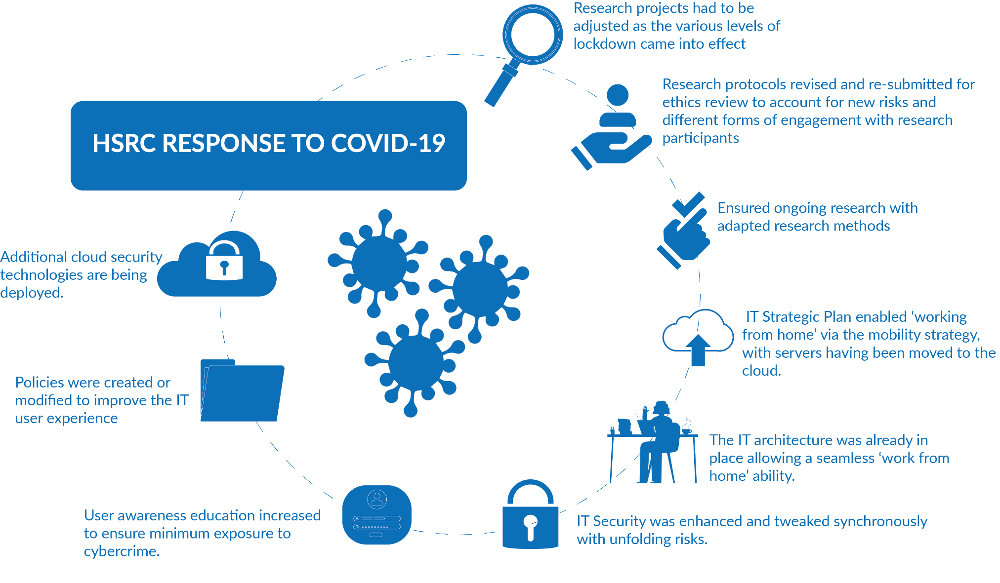 HSRC RESPONSE TO COVID-19
Research projects had to be
adjusted as the various levels of
lockdown came into effect
Research protocols revised and re-submitted for
ethics review to account for new risks and
different forms of engagement with research
participants
Ensured ongoing research with
adapted research methods
IT Strategic Plan enabled ‘working
from home’ via the mobility strategy,
with servers having been moved to the
cloud.
The IT architecture was already in
place allowing a seamless ‘work from
home’ ability.
IT Security was enhanced and tweaked synchronously
with unfolding risks.
User awareness education increased
to ensure minimum exposure to
cybercrime.
Policies were created or
modified to improve the IT
user experience
Additional cloud security
technologies are being
deployed.